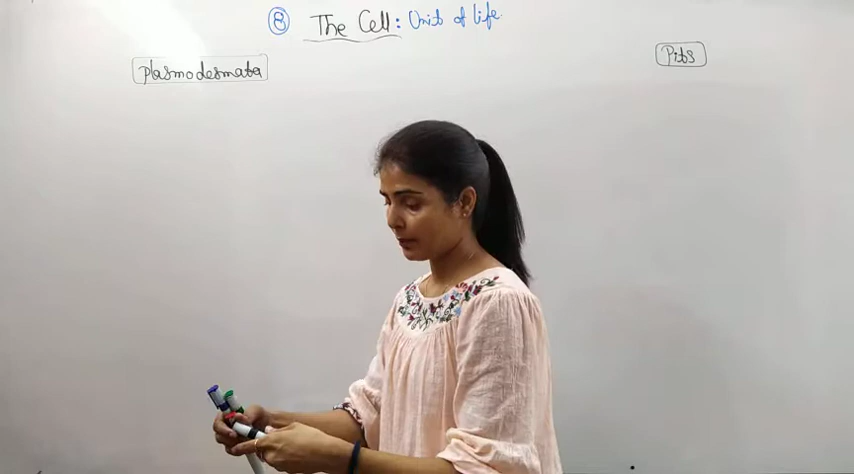 8 The Cell: Unit of life
plasmodesmata
Pits